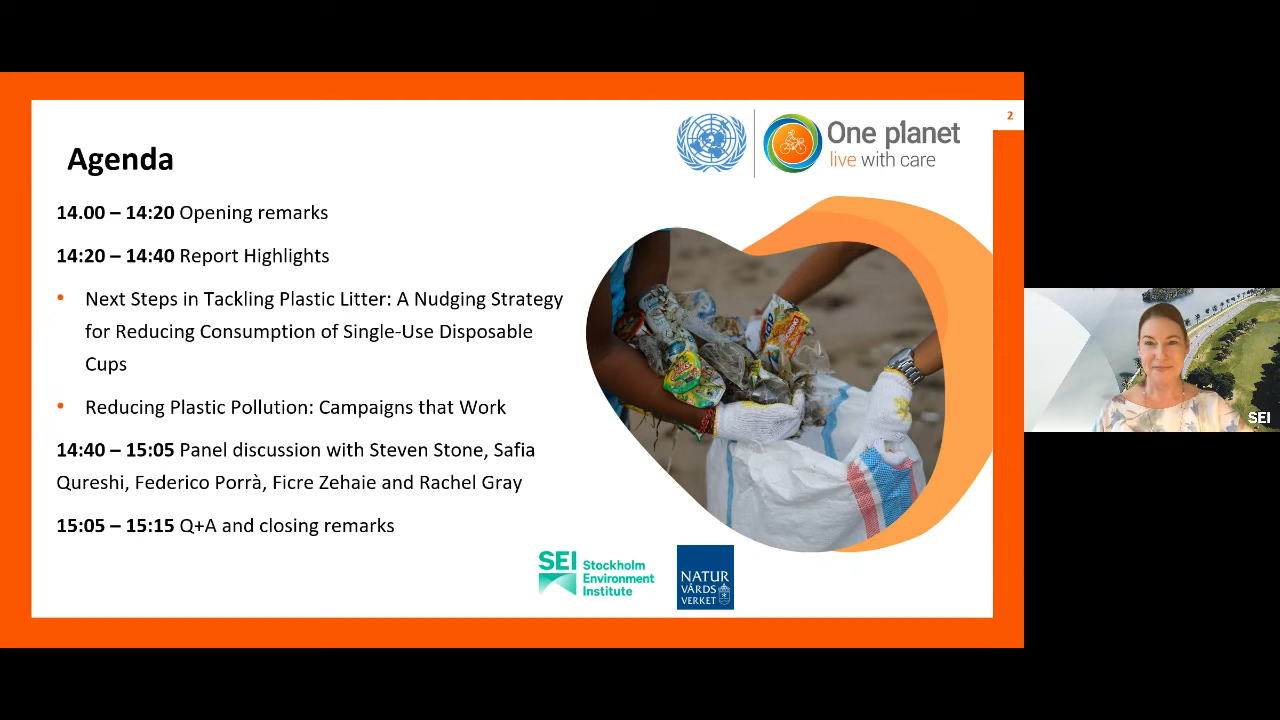 2
One planet
live with care
Agenda
14.00 – 14:20 Opening remarks
14:20 – 14:40 Report Highlights
• Next Steps in Tackling Plastic Litter: A Nudging Strategy
for Reducing Consumption of Single-Use Disposable
Cups
• Reducing Plastic Pollution: Campaigns that Work
14:40 – 15:05 Panel discussion with Steven Stone, Safia
Qureshi, Federico Porrà, Ficre Zehaie and Rachel Gray
15:05 – 15:15 Q+A and closing remarks
SEI Stockholm
Environment
Institute
NATUR
VÅRDS
VERKET
SEI